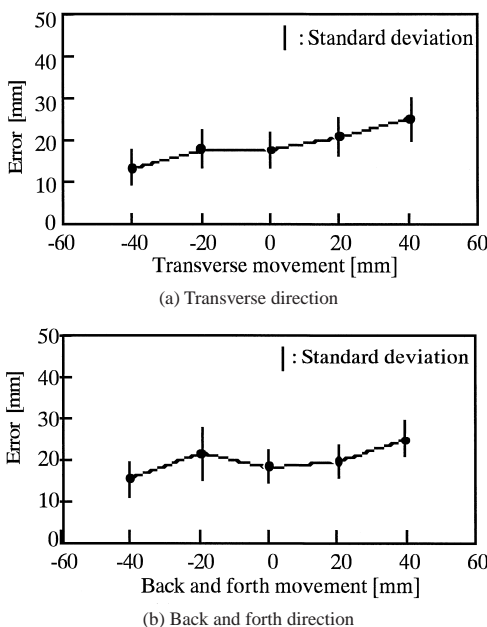 50
40
30
20
10
0
Error [mm]
| : Standard deviation
-60 -40 -20 0 20 40 60
Transverse movement [mm]
(a) Transverse direction
50
40
30
20
10
0
Error [mm]
| : Standard deviation
-60 -40 -20 0 20 40 60
Back and forth movement [mm]
(b) Back and forth direction